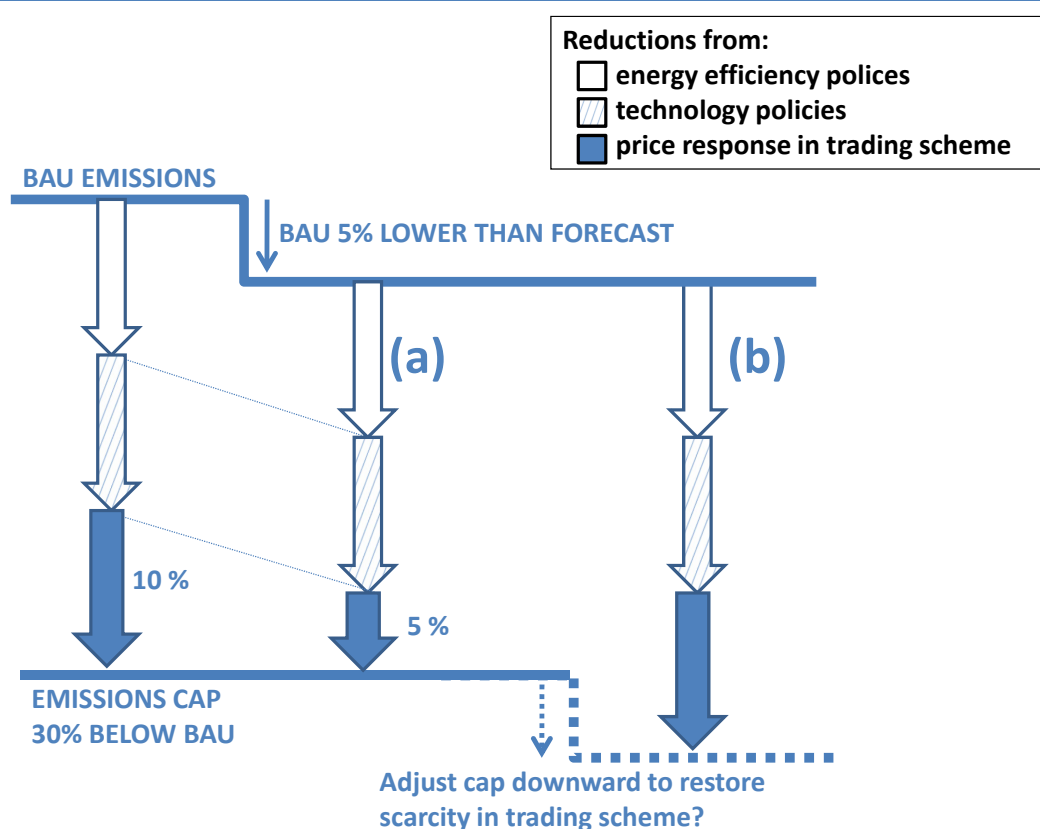 Reductions from:
energy efficiency polices
technology policies
price response in trading scheme
BAU EMISSIONS
BAU 5% LOWER THAN FORECAST
(a)
(b)
10 %
5 %
EMISSIONS CAP
30% BELOW BAU
Adjust cap downward to restore
scarcity in trading scheme?